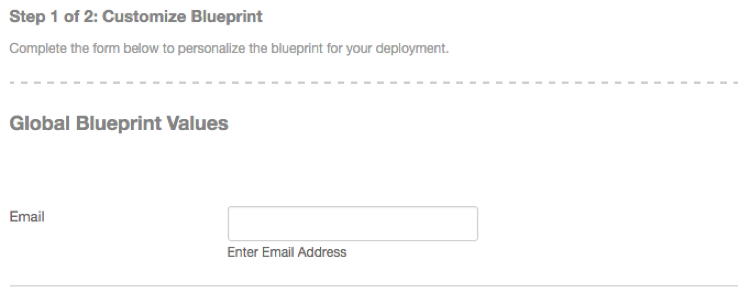 Step 1 of 2: Customize Blueprint
Complete the form below to personalize the blueprint for your deployment.
Global Blueprint Values
Email
Enter Email Address